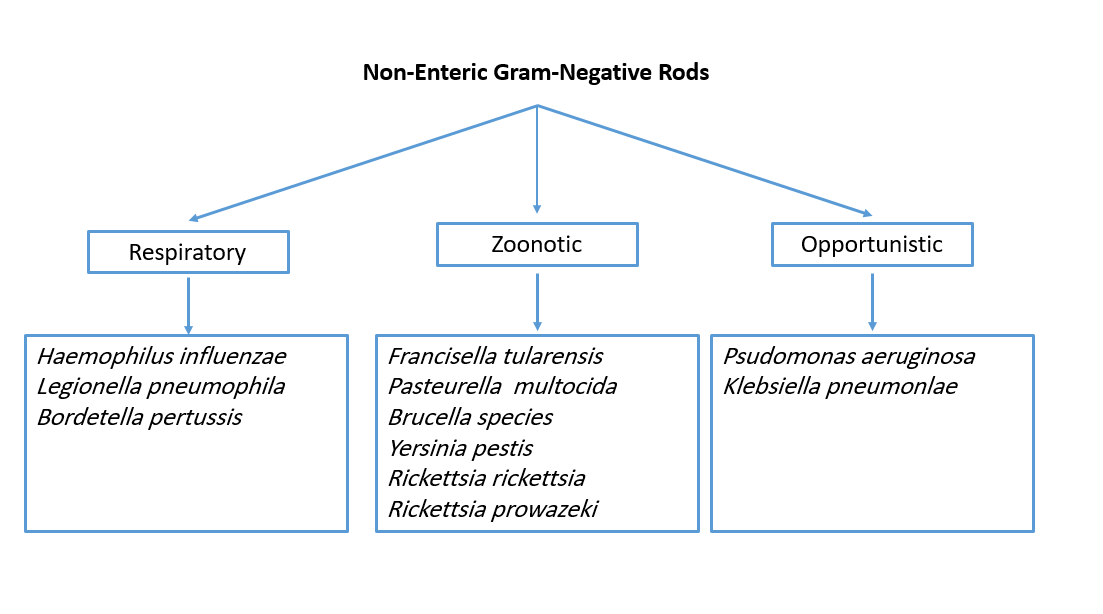 Non-Enteric Gram-Negative Rods
Respiratory
Zoonotic
Opportunistic
Haemophilus influenzae
Legionella pneumophila
Bordetella pertussis
Francisella tularensis
Pasteurella  multocida
Brucella species
Yersinia pestis
Rickettsia rickettsia
Rickettsia prowazeki
Psudomonas aeruginosa
Klebsiella pneumonlae